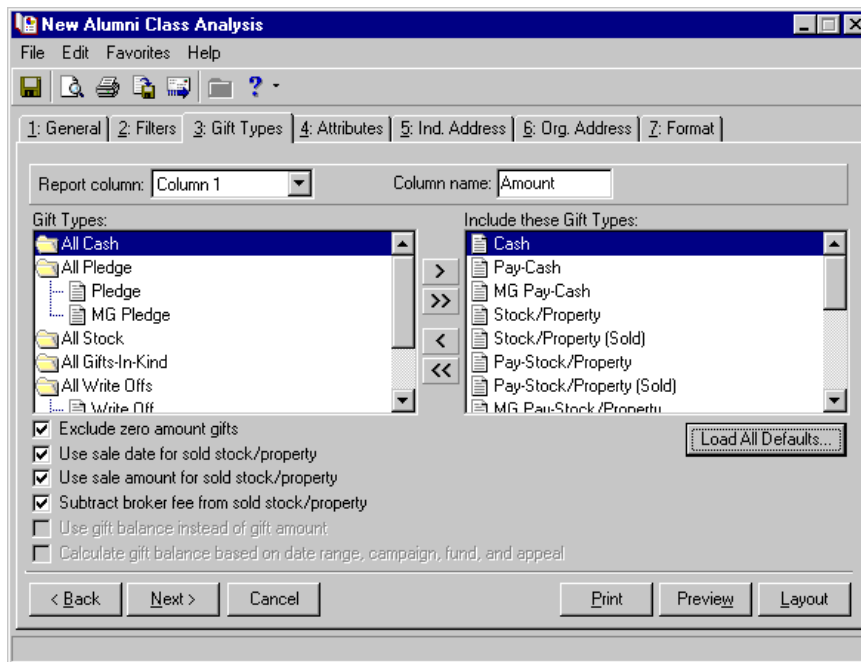 New Alumni Class Analysis
File Edit Favorites Help
1: General 2: Filters 3: Gift Types 4: Attributes 5: Ind. Address 6: Org. Address 7: Format
Report column: Column 1 Column name: Amount
Gift Types: Include these Gift Types:
All Cash Cash
All Pledge > Pay-Cash
Pledge >> MG Pay-Cash
MG Pledge Stock/Property
All Stock < Stock/Property (Sold)
All Gifts-In-Kind << Pay-Stock/Property
All Write Offs Pay-Stock/Property (Sold)
Write Off MG Pay-Stock/Property
Exclude zero amount gifts Load All Defaults...
Use sale date for sold stock/property
Use sale amount for sold stock/property
Subtract broker fee from sold stock/property
Use gift balance instead of gift amount
Calculate gift balance based on date range, campaign, fund, and appeal
< Back Next > Cancel Print Preview Layout